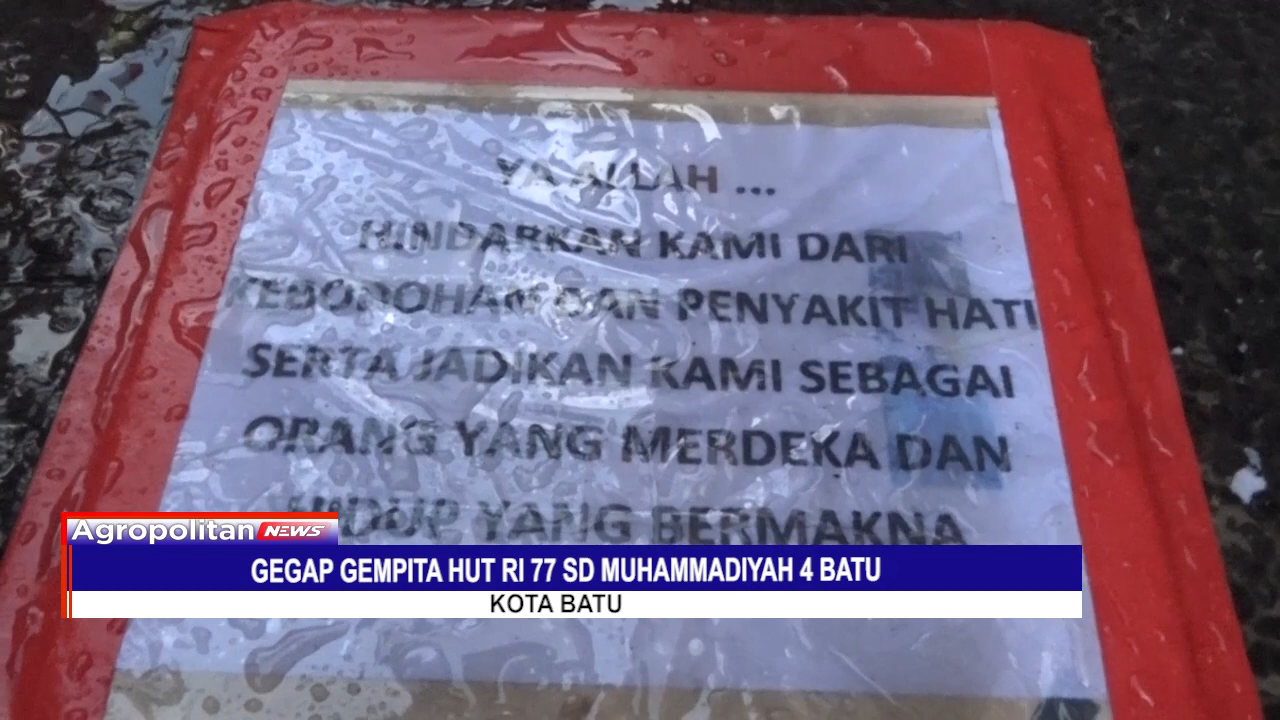 YA ALLAH ...
HINDARKAN KAMI DARI
KEBODOHAN DAN PENYAKIT HATI
SERTA JADIKAN KAMI SEBAGAI
ORANG YANG MERDEKA DAN
HIDUP YANG BERMAKNA
Agropolitan NEWS
GEGAP GEMPITA HUT RI 77 SD MUHAMMADIYAH 4 BATU
KOTA BATU